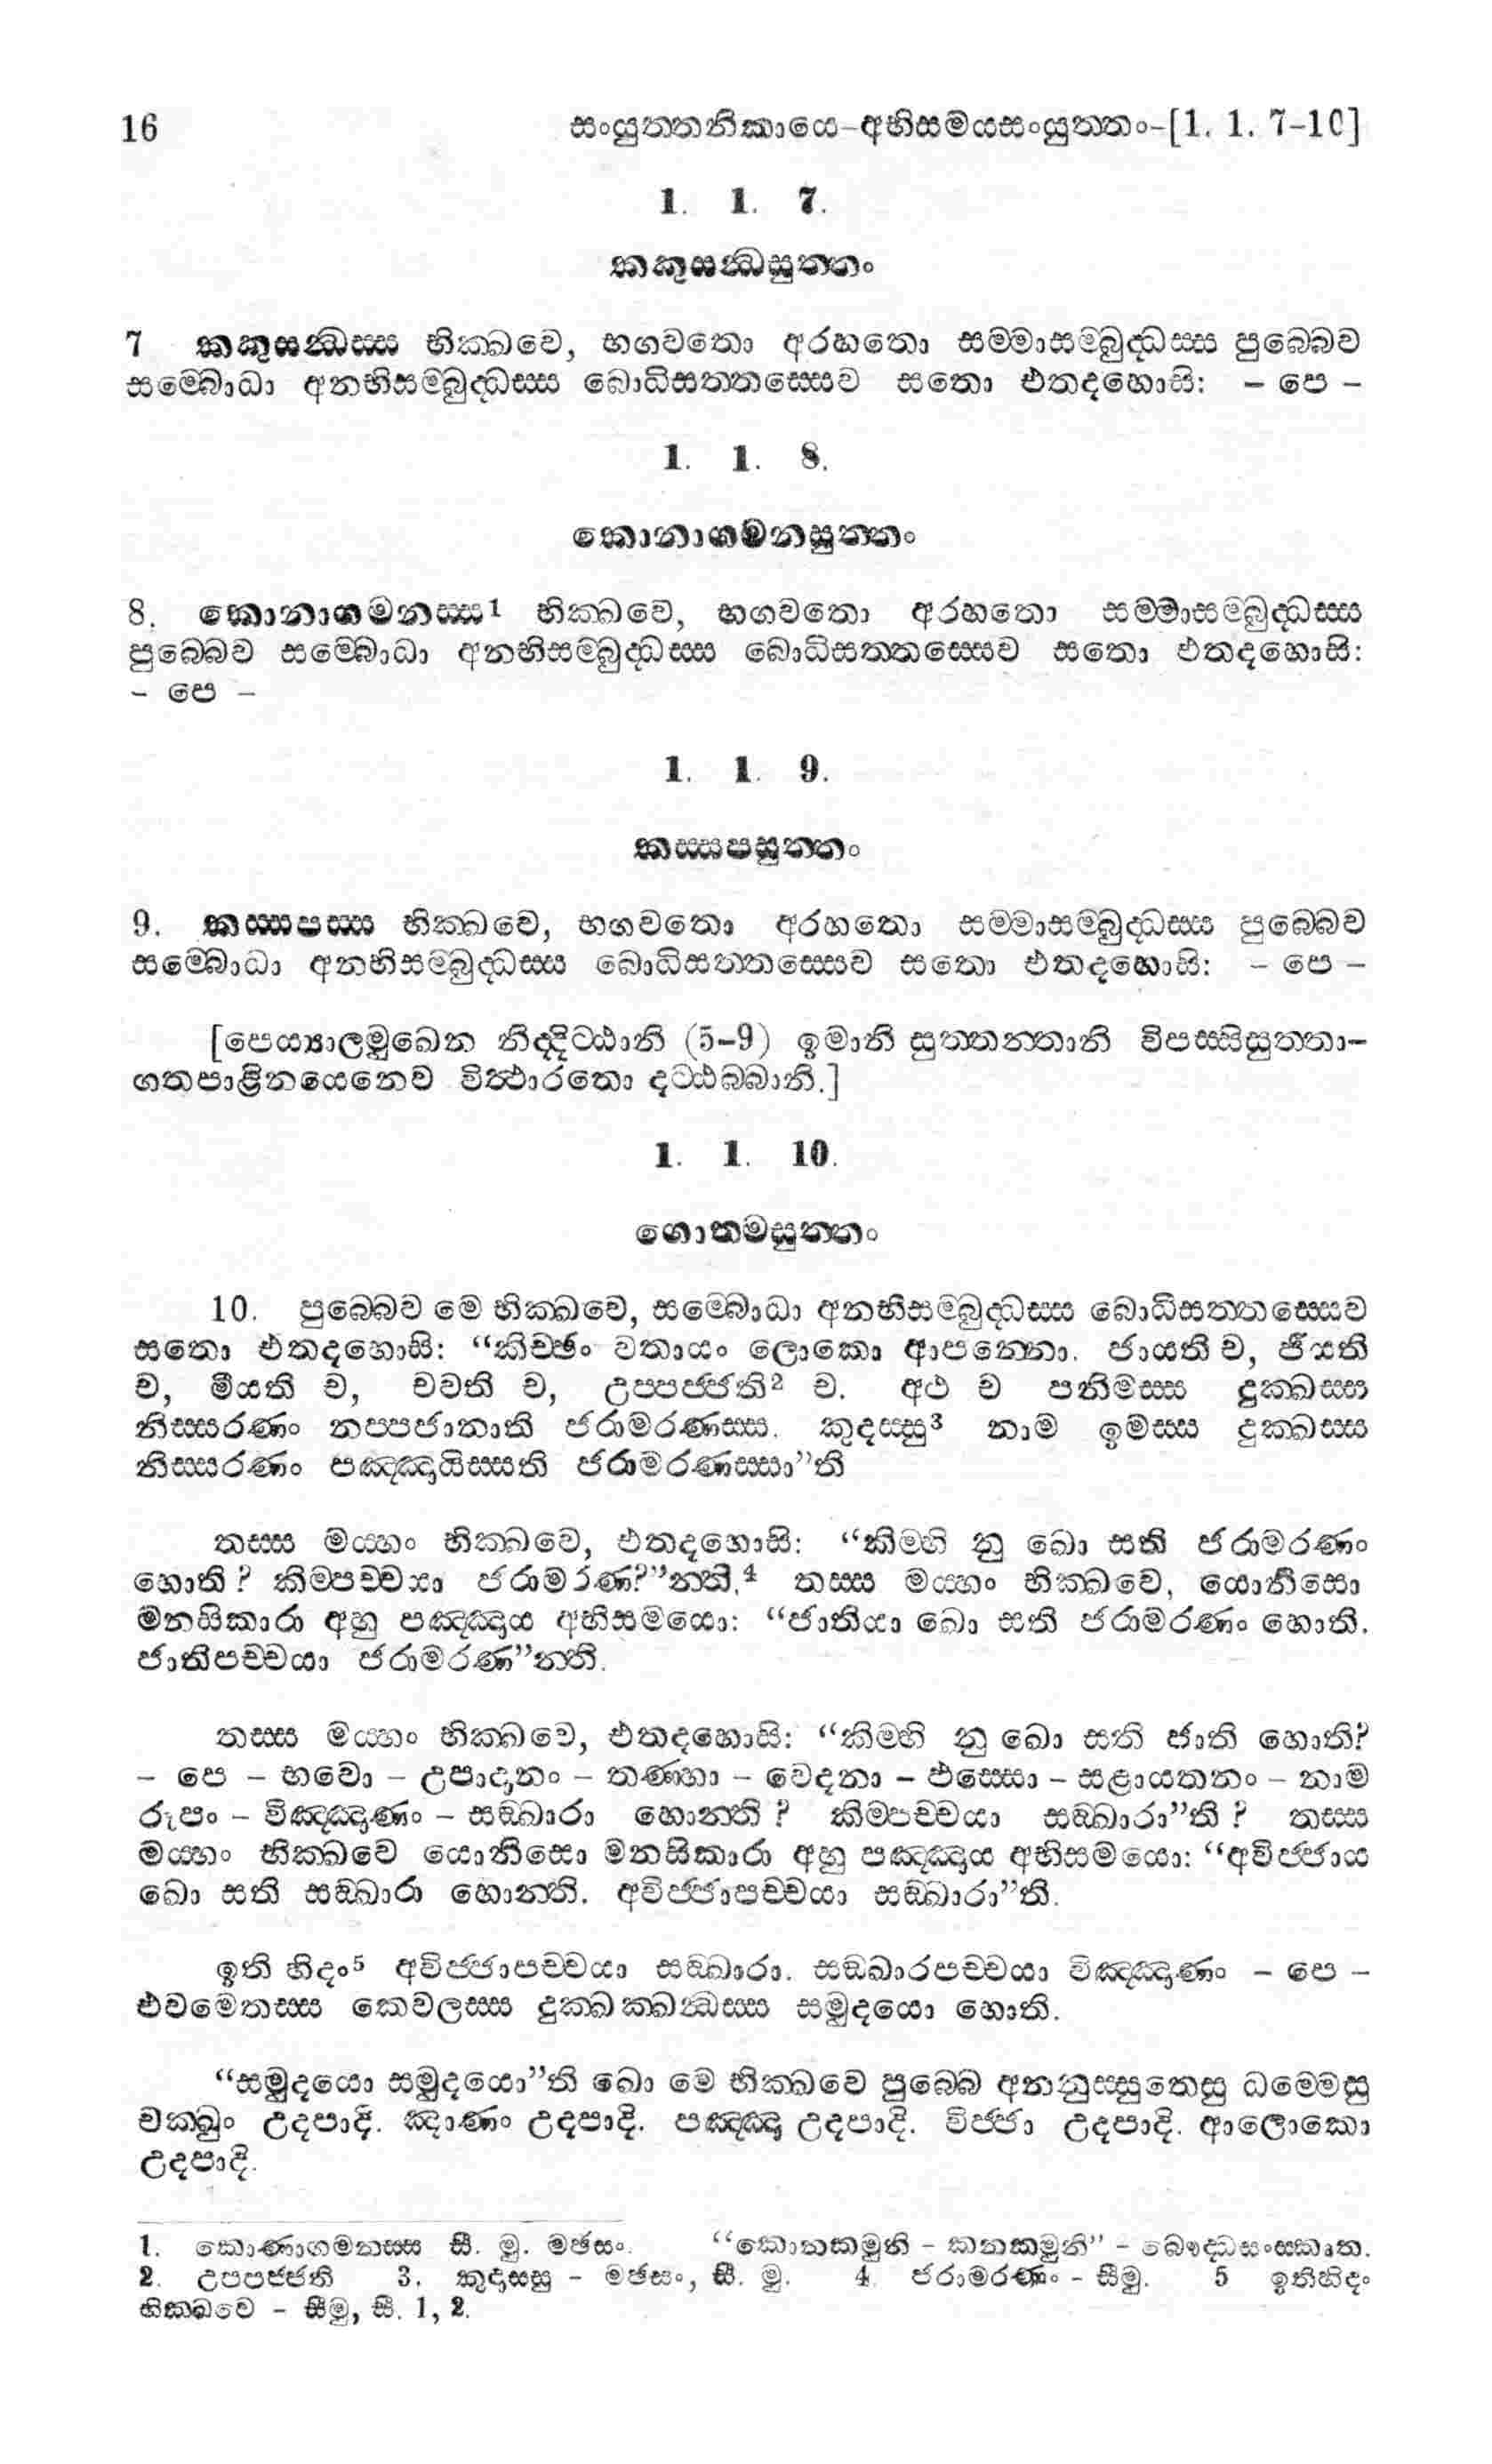 16 සංයුත්තනිකායෙ-අභිසමයසංයුත්තං-[1. 1. 7-10]
1. 1. 7.
කකුසන්ධසුත්තං
7 කකුසන්ධස්ස භික්ඛවෙ, භගවතො අරහතො සම්මාසම්බුද්ධස්ස පුබ්බෙව
සම්බොධා අනභිසම්බුද්ධස්ස බොධිසත්තස්සෙව සතො එතදහොසි: - පෙ -
1. 1. 8.
කොනාගමනසුත්තං
8. කොනාගමනස්ස1 භික්ඛවෙ, භගවතො අරහතො සම්මාසම්බුද්ධස්ස
පුබ්බෙව සම්බොධා අනභිසම්බුද්ධස්ස බොධිසත්තස්සෙව සතො එතදහොසි:
- පෙ -
1. 1. 9.
කස්සපසුත්තං
9. කස්සපස්ස භික්ඛවෙ, භගවතො අරහතො සම්මාසම්බුද්ධස්ස පුබ්බෙව
සම්බොධා අනභිසම්බුද්ධස්ස බොධිසත්තස්සෙව සතො එතදහොසි: - පෙ -
[පෙය්‍යාලමුඛෙන නිද්දිට්ඨානි (5-9) ඉමානි සුත්තන්තානි විපස්සිසුත්තා-
ගතපාළිනයෙනෙව විත්ථාරතො දට්ඨබ්බානි.]
1. 1. 10.
ගොතමසුත්තං
10. පුබ්බෙව මෙ භික්ඛවෙ, සම්බොධා අනභිසම්බුද්ධස්ස බොධිසත්තස්සෙව
සතො එතදහොසි: “කිච්ඡං වතායං ලොකො ආපන්නො. ජායති ච, ජීයති
ච, මීයති ච, චවති ච, උප්පජ්ජති2 ච. අථ ච පනිමස්ස දුක්ඛස්ස
නිස්සරණං නප්පජානාති ජරාමරණස්ස. කුදස්සු3 නාම ඉමස්ස දුක්ඛස්ස
නිස්සරණං පඤ්ඤායිස්සති ජරාමරණස්සා”ති
තස්ස මය්හං භික්ඛවෙ, එතදහොසි: “කිම්හි නු ඛො සති ජරාමරණං
හොති? කිම්පච්චයා ජරාමරණ?”න්ති.4 තස්ස මය්හං භික්ඛවෙ, යොනිසො
මනසිකාරා අහු පඤ්ඤාය අභිසමයො: “ජාතියා ඛො සති ජරාමරණං හොති.
ජාතිපච්චයා ජරාමරණ”න්ති.
තස්ස මය්හං භික්ඛවෙ, එතදහොසි: “කිම්හි නු ඛො සති ජාති හොති?
- පෙ - භවො - උපාදානං - තණ්හා - වෙදනා - ඵස්සො - සළායතනං - නාම
රූපං - විඤ්ඤාණං - සඞ්ඛාරා හොන්ති ? කිම්පච්චයා සඞ්ඛාරා”ති ? තස්ස
මය්හං භික්ඛවෙ යොනිසො මනසිකාරා අහු පඤ්ඤාය අභිසමයො: “අවිජ්ජාය
ඛො සති සඞ්ඛාරා හොන්ති. අවිජ්ජාපච්චයා සඞ්ඛාරා”ති.
ඉති හිදං5 අවිජ්ජාපච්චයා සඞ්ඛාරා. සඞ්ඛාරපච්චයා විඤ්ඤාණං - පෙ -
එවමෙතස්ස කෙවලස්ස දුක්ඛක්ඛන්ධස්ස සමුදයො හොති.
“සමුදයො සමුදයො”ති ඛො මෙ භික්ඛවෙ පුබ්බෙ අනනුස්සුතෙසු ධම්මෙසු
චක්ඛුං උදපාදි. ඤාණං උදපාදි. පඤ්ඤා උදපාදි. විජ්ජා උදපාදි. ආලොකො
උදපාදි.
1. කොණාගමනස්ස සී. මු. මඡසං. “කොනකමුනි - කනකමුනි” - බෞද්ධසංස්කෘත.
2. උපපජ්ජති 3. කුදාස්සු - මඡසං, සී. මු. 4. ජරාමරණං - සීමු. 5 ඉතිහිදං
භික්ඛවෙ - සීමු, සී. 1, 2.